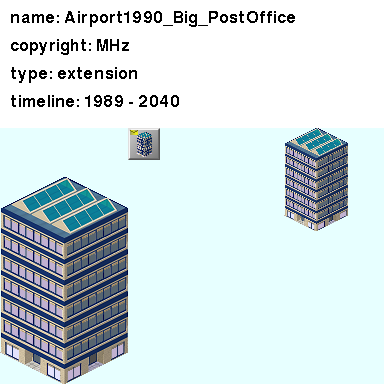 name: Airport1990_Big_PostOffice
copyright: MHz
type: extension
timeline: 1989 - 2040